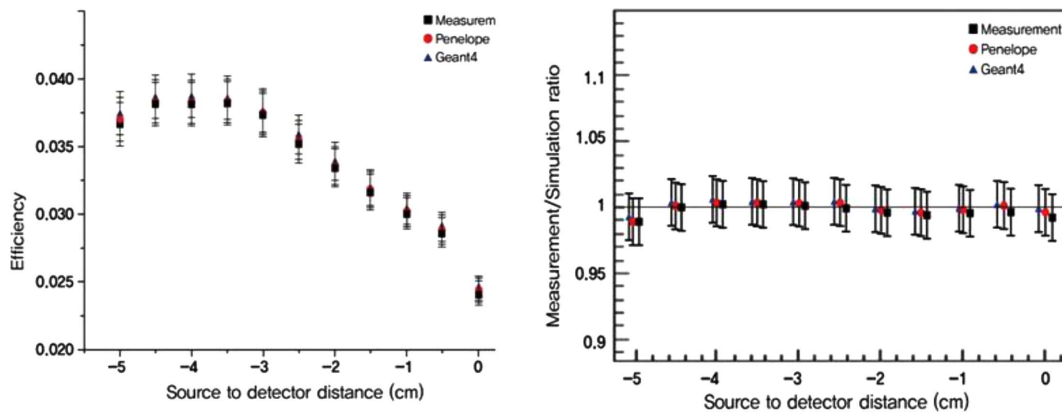 Measurem
Penelope
Geant4
0.040
0.035
0.030
0.025
0.020
Efficiency
−5
−4
−3
−2
−1
0
Source to detector distance (cm)
Measurement
Penelope
Geant4
1.1
1.05
1
0.95
0.9
Measurement/Simulation ratio
−5
−4
−3
−2
−1
0
Source to detector distance (cm)